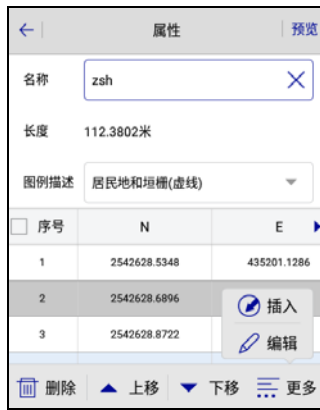 属性 预览
名称 zsh
长度 112.3802米
图例描述 居民地和垣栅(虚线)
序号 N E
1 2542628.5348 435201.1286
2 2542628.6896
插入
3 2542628.8722
编辑
删除 上移 下移 更多